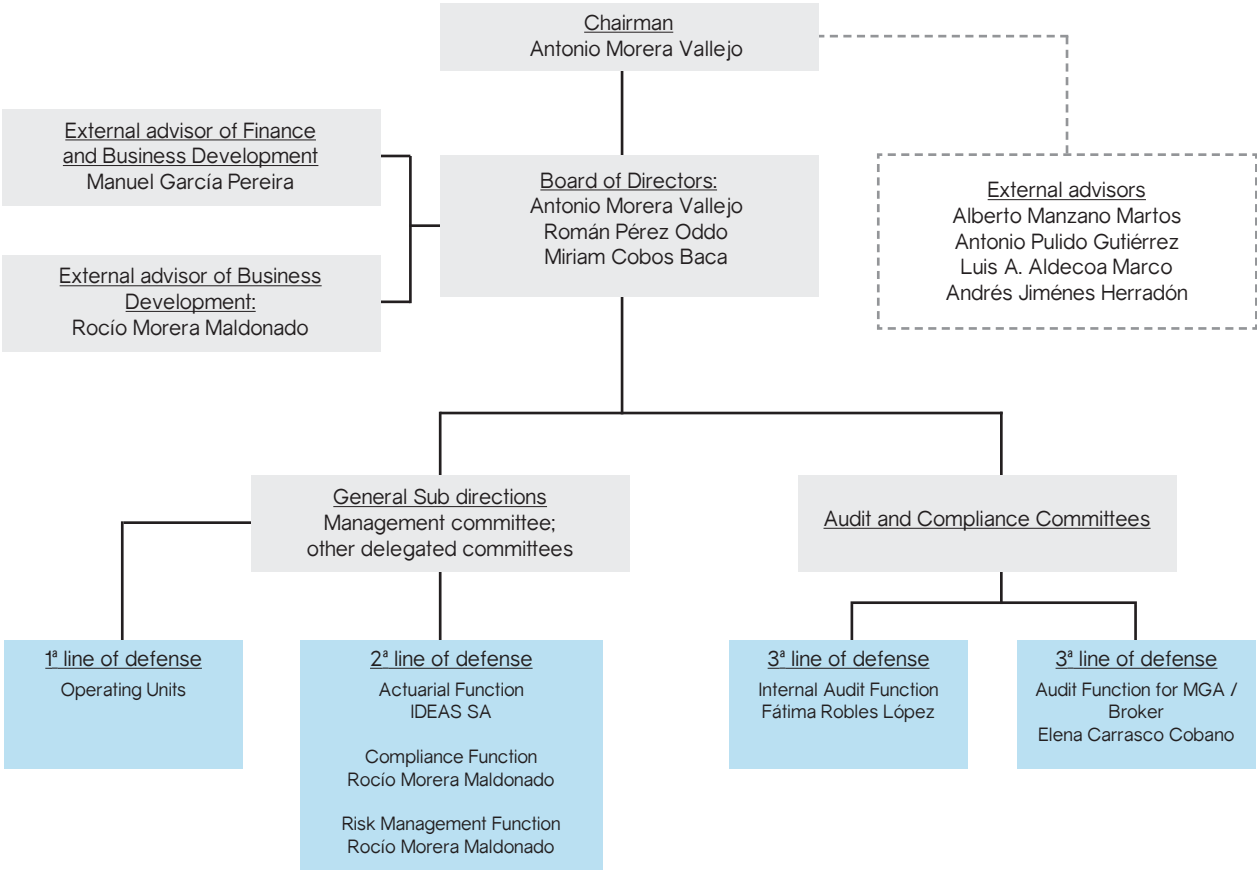 Chairman
Antonio Morera Vallejo
External advisor of Finance
and Business Development
Manuel García Pereira
Board of Directors:
Antonio Morera Vallejo
Román Pérez Oddo
Miriam Cobos Baca
External advisors
Alberto Manzano Martos
Antonio Pulido Gutiérrez
Luis A. Aldecoa Marco
Andrés Jiménes Herradón
External advisor of Business
Development:
Rocío Morera Maldonado
General Sub directions
Management committee;
other delegated committees
Audit and Compliance Committees
1ª line of defense
Operating Units
2ª line of defense
Actuarial Function
IDEAS SA
Compliance Function
Rocío Morera Maldonado
Risk Management Function
Rocío Morera Maldonado
3ª line of defense
Internal Audit Function
Fátima Robles López
3ª line of defense
Audit Function for MGA /
Broker
Elena Carrasco Cobano